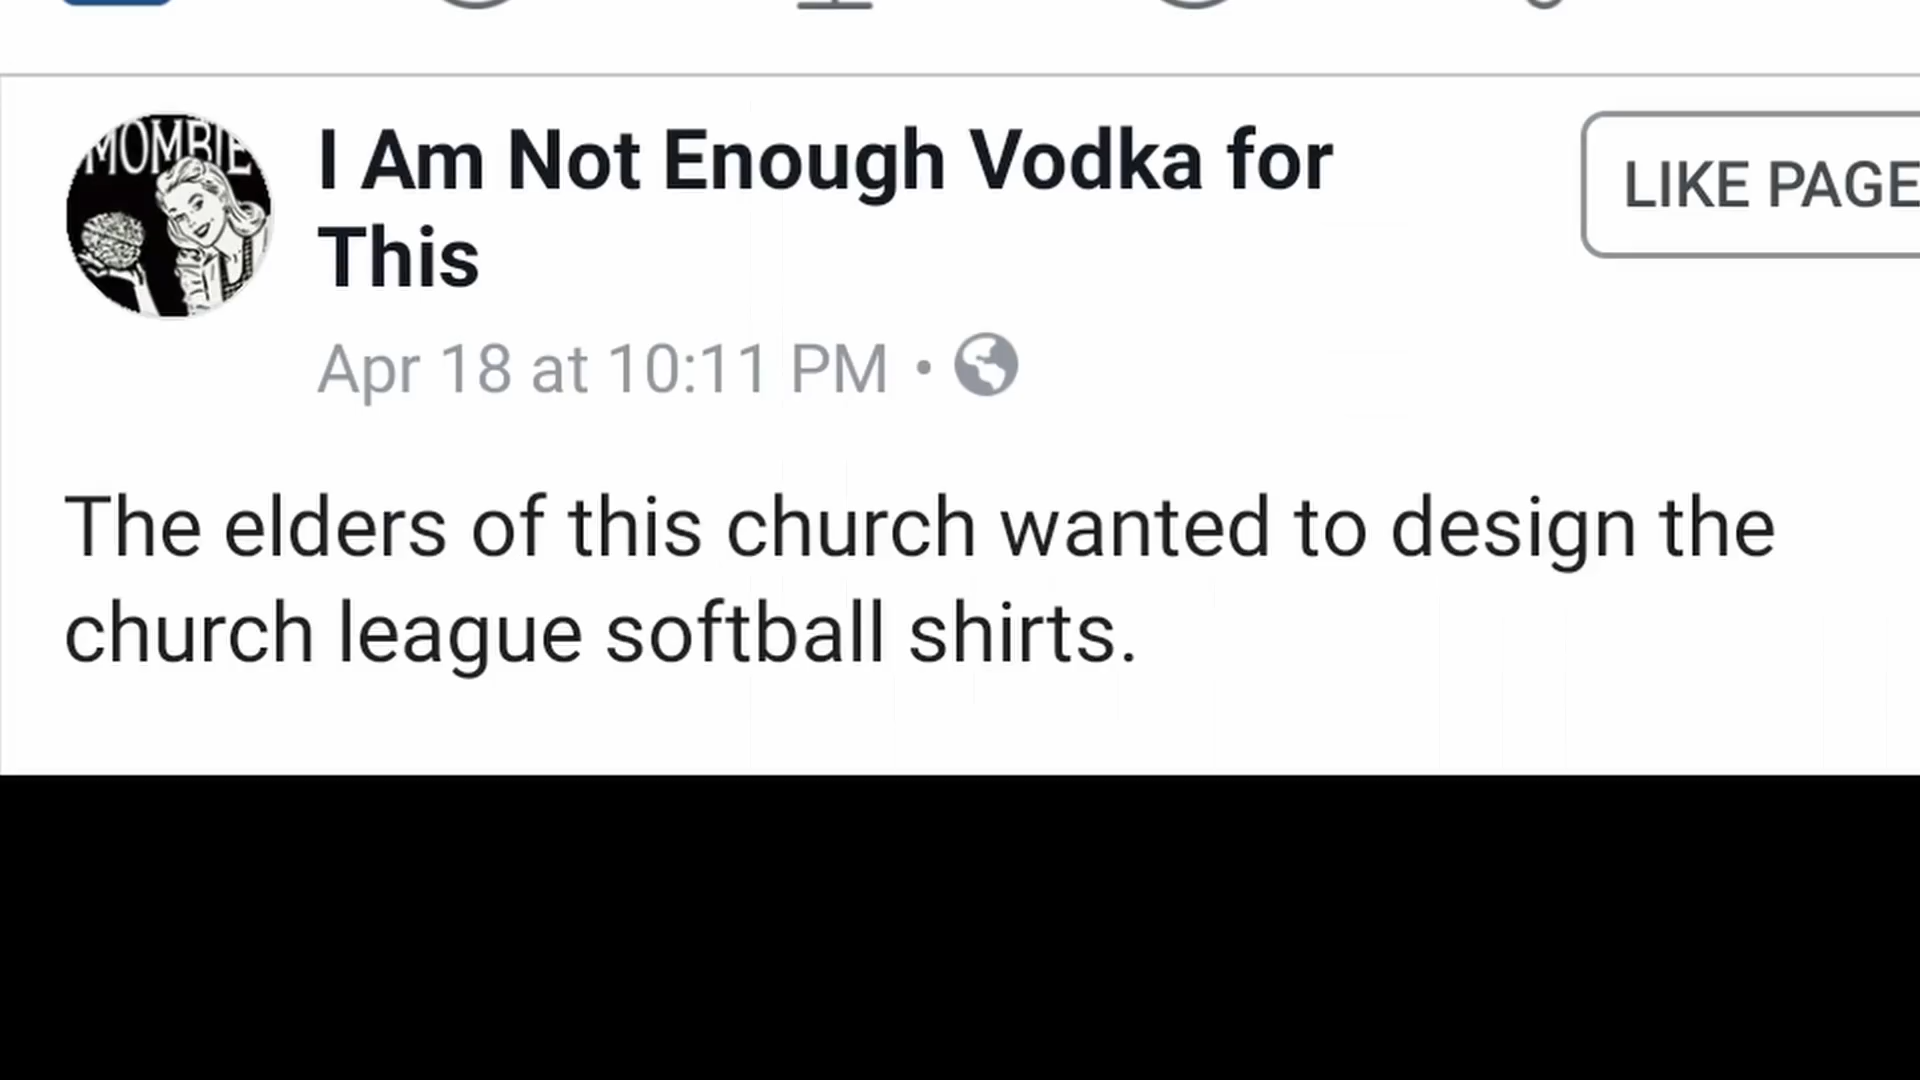 MOMBIE
I Am Not Enough Vodka for
This
LIKE PAGE
Apr 18 at 10:11 PM ·
The elders of this church wanted to design the
church league softball shirts.